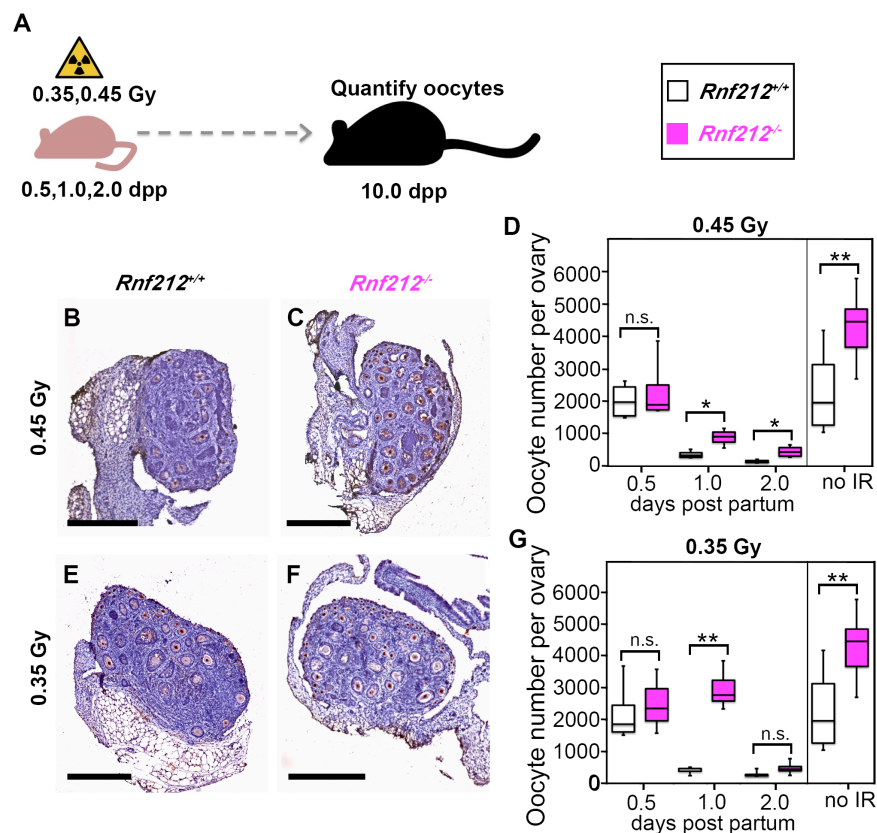 A
0.35,0.45 Gy
0.5,1.0,2.0 dpp
Quantify oocytes
10.0 dpp
Rnf212+/+
Rnf212-/-
Rnf212+/+
Rnf212-/-
0.45 Gy
B
C
0.35 Gy
E
F
D
0.45 Gy
Oocyte number per ovary
6000
5000
4000
3000
2000
1000
0
n.s.
*
*
**
0.5
1.0
2.0
no IR
days post partum
G
0.35 Gy
Oocyte number per ovary
6000
5000
4000
3000
2000
1000
0
n.s.
**
n.s.
**
0.5
1.0
2.0
no IR
days post partum